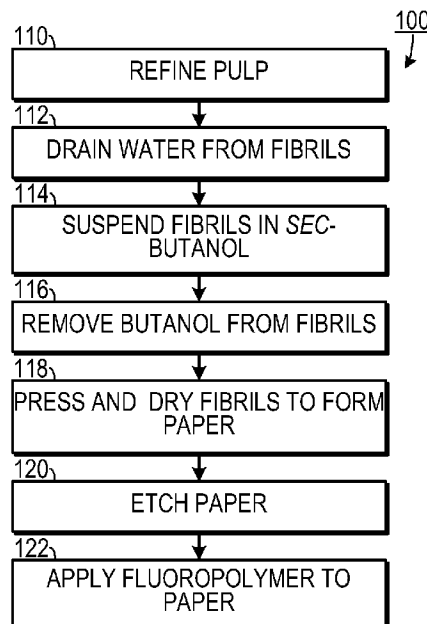 100
110
REFINE PULP
112
DRAIN WATER FROM FIBRILS
114
SUSPEND FIBRILS IN SEC-
BUTANOL
116
REMOVE BUTANOL FROM FIBRILS
118
PRESS AND DRY FIBRILS TO FORM
PAPER
120
ETCH PAPER
122
APPLY FLUOROPOLYMER TO
PAPER